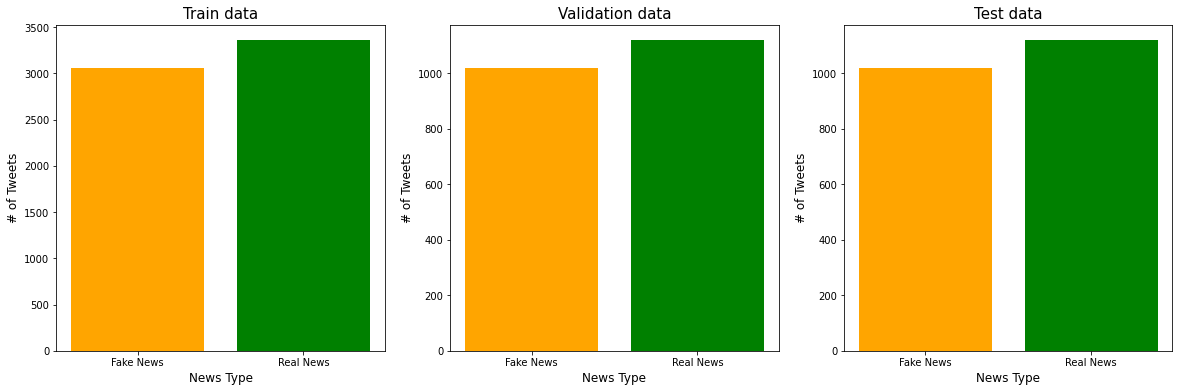 Train data
# of Tweets
3500
3000
2500
2000
1500
1000
500
0
Fake News
Real News
News Type
Validation data
# of Tweets
1000
800
600
400
200
0
Fake News
Real News
News Type
Test data
# of Tweets
1000
800
600
400
200
0
Fake News
Real News
News Type